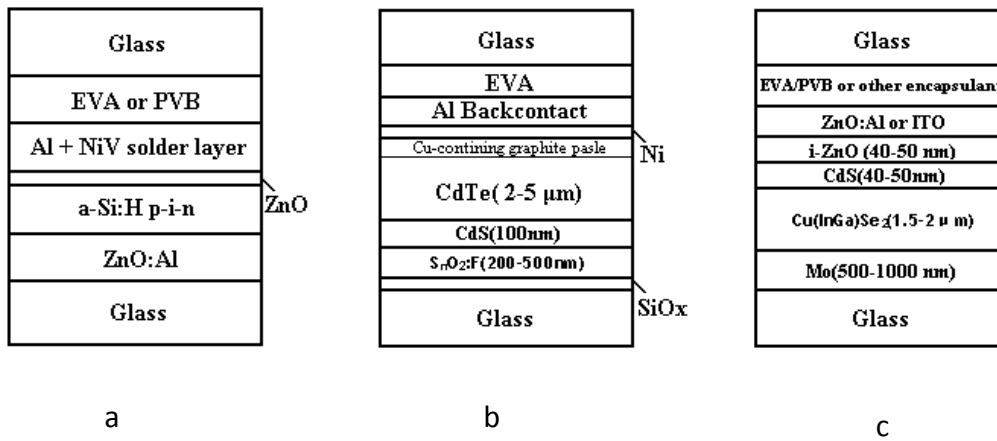 Glass
EVA or PVB
Al + NiV solder layer
ZnO
a-Si:H p-i-n
ZnO:Al
Glass
a
Glass
EVA
Al Backcontact
Ni
Cu-contining graphite pasle
CdTe( 2-5 μm)
CdS(100nm)
SnO2:F(200-500nm)
SiOx
Glass
b
Glass
EVA/PVB or other encapsulant
ZnO:Al or ITO
i-ZnO (40-50 nm)
CdS(40-50nm)
Cu(InGa)Se2(1.5-2 μ m)
Mo(500-1000 nm)
Glass
c